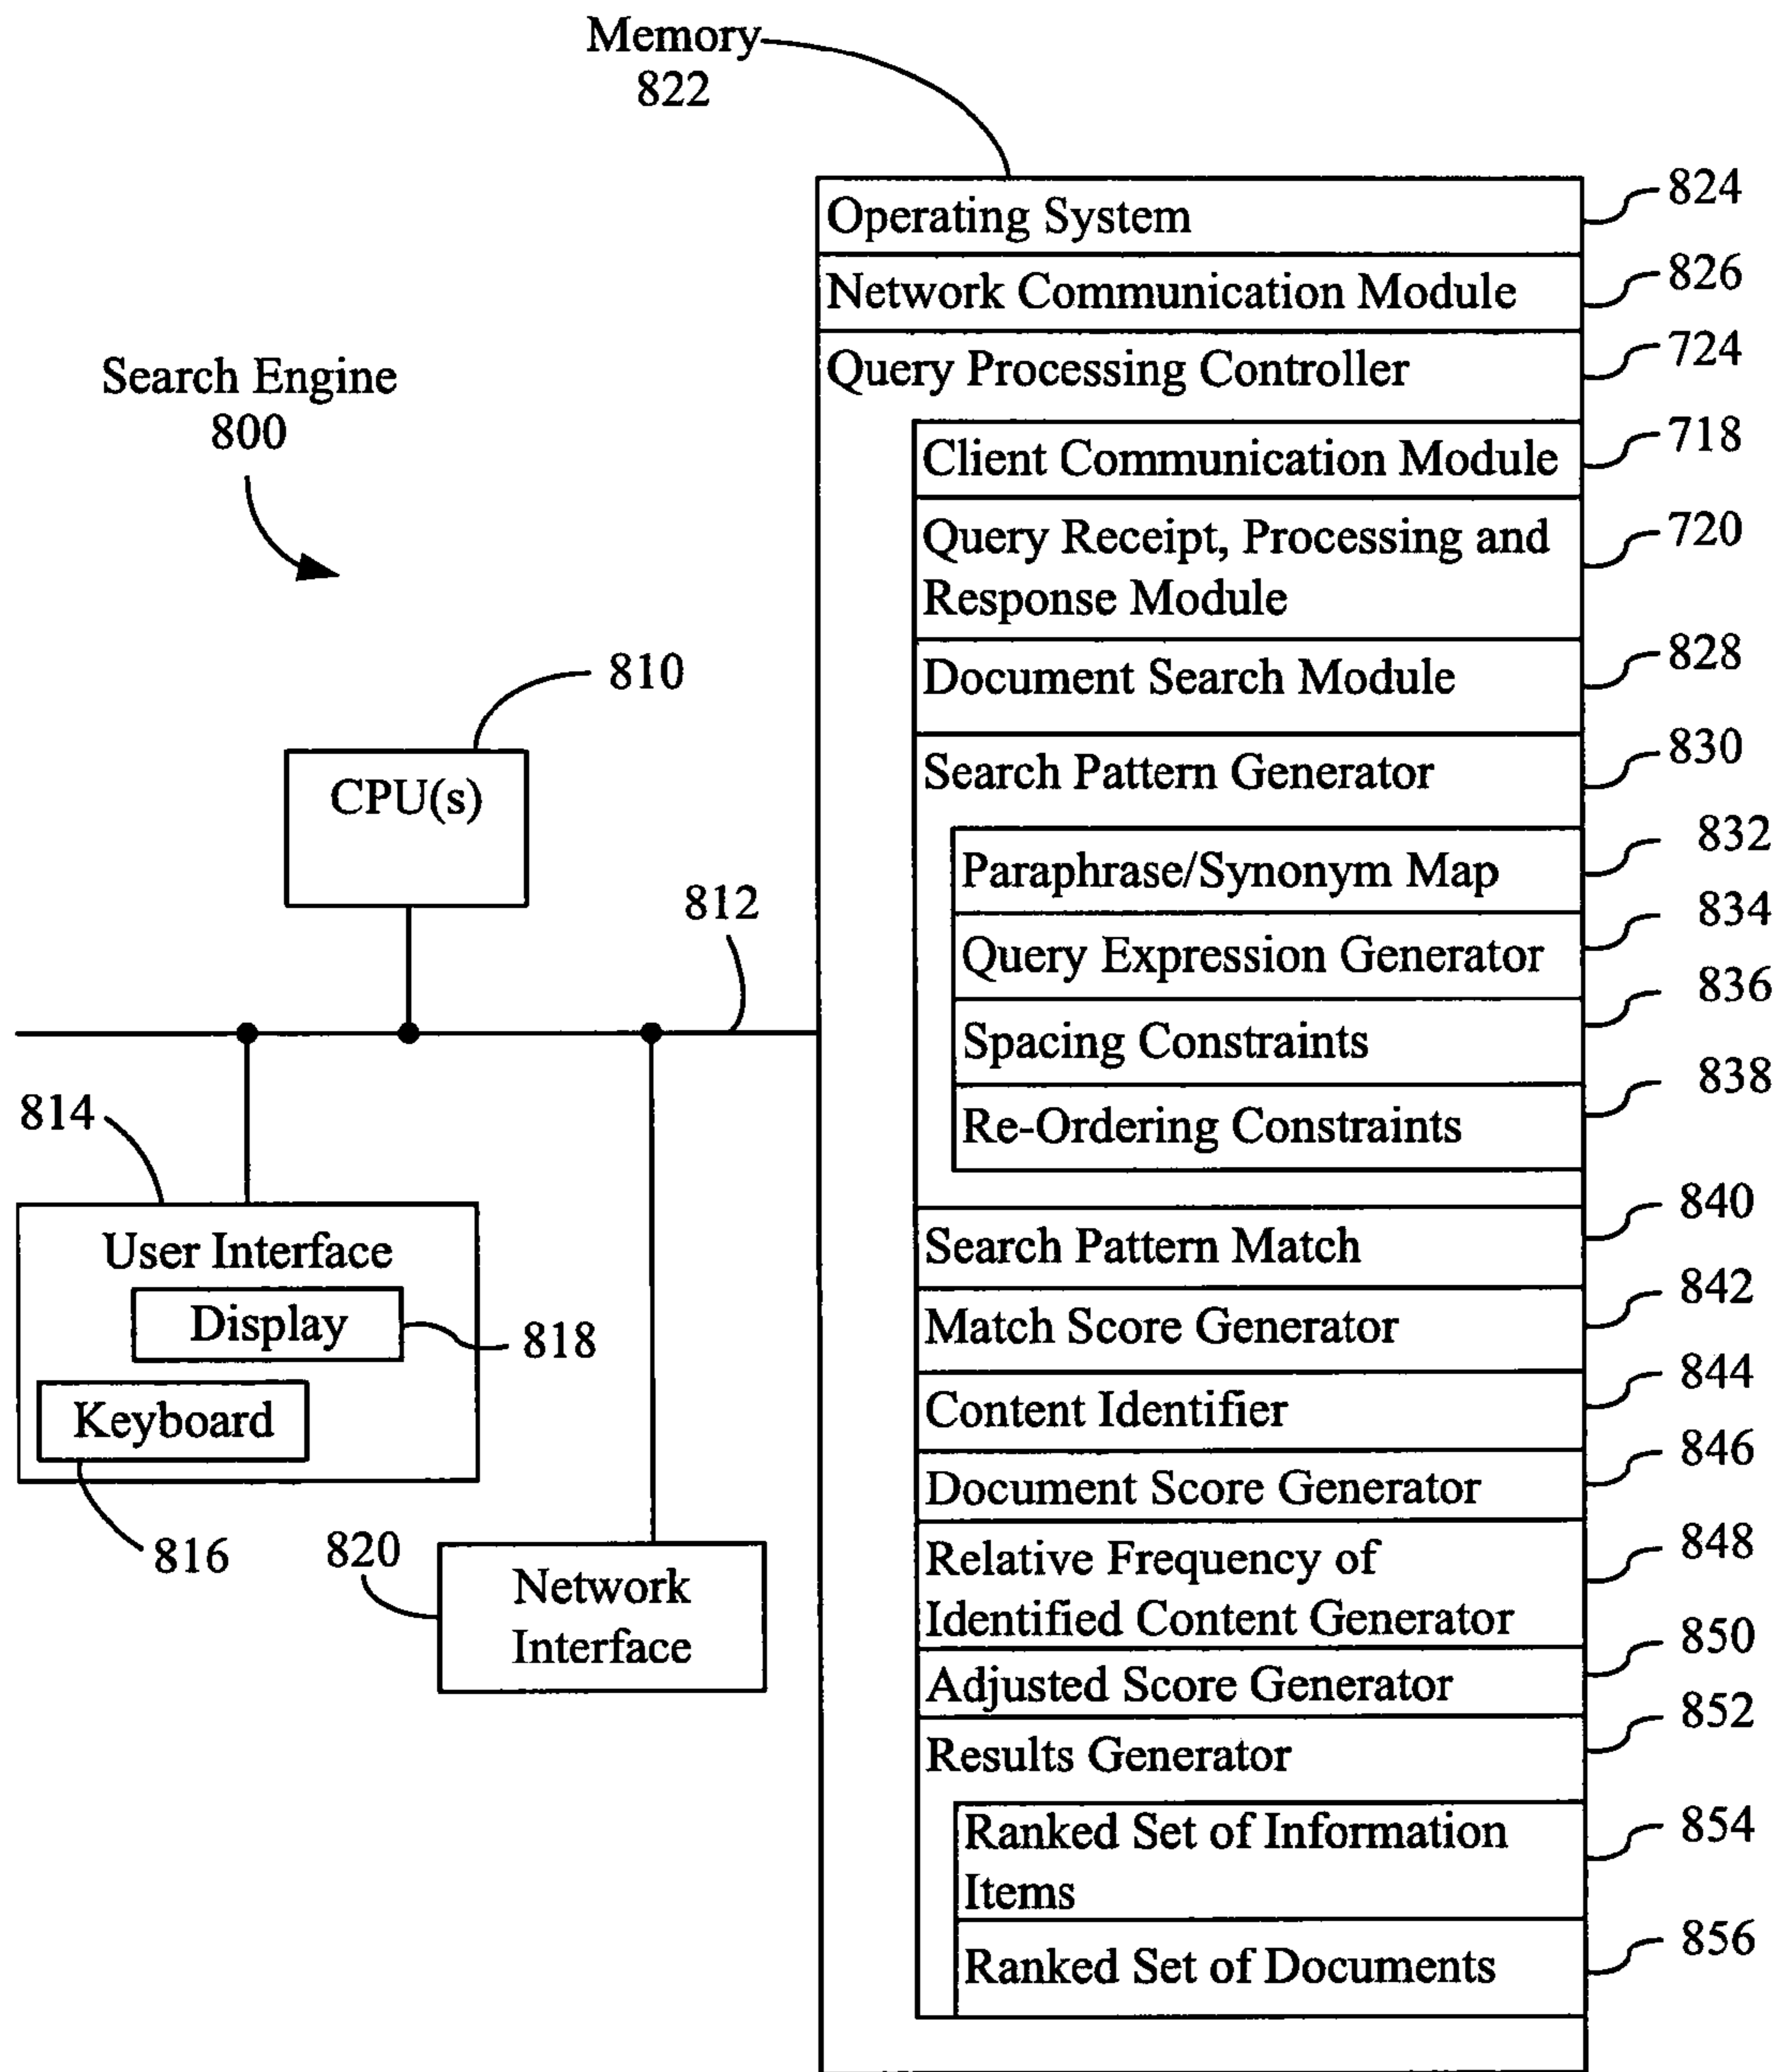 Memory
822
Operating System
824
Network Communication Module
826
Query Processing Controller
724
Search Engine
800
Client Communication Module
718
Query Receipt, Processing and
Response Module
720
Document Search Module
828
810
CPU(s)
Search Pattern Generator
830
Paraphrase/Synonym Map
832
812
Query Expression Generator
834
Spacing Constraints
836
Re-Ordering Constraints
838
814
User Interface
Display
818
Keyboard
816
820
Network
Interface
Search Pattern Match
840
Match Score Generator
842
Content Identifier
844
Document Score Generator
846
Relative Frequency of
Identified Content Generator
848
Adjusted Score Generator
850
Results Generator
852
Ranked Set of Information
Items
854
Ranked Set of Documents
856